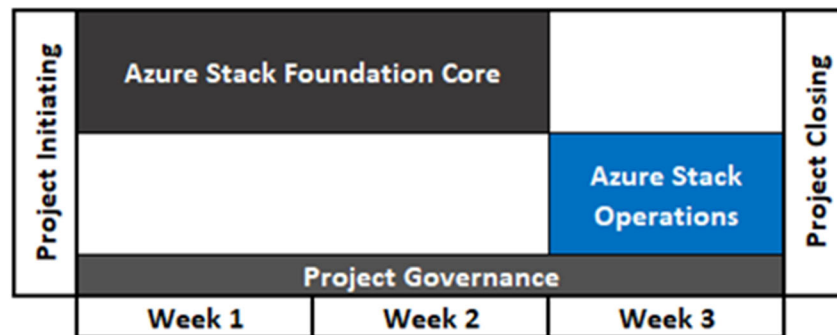 Project Initiating
Azure Stack Foundation Core
Azure Stack
Operations
Project Governance
Project Closing
Week 1
Week 2
Week 3